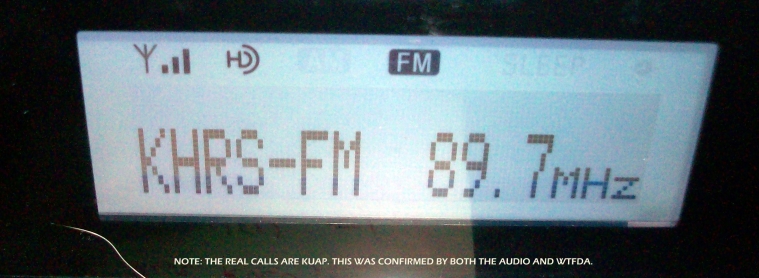 HD AM FM SLEEP
KHRS-FM 89.7MHz
NOTE: THE REAL CALLS ARE KUAP. THIS WAS CONFIRMED BY BOTH THE AUDIO AND WTFDA.